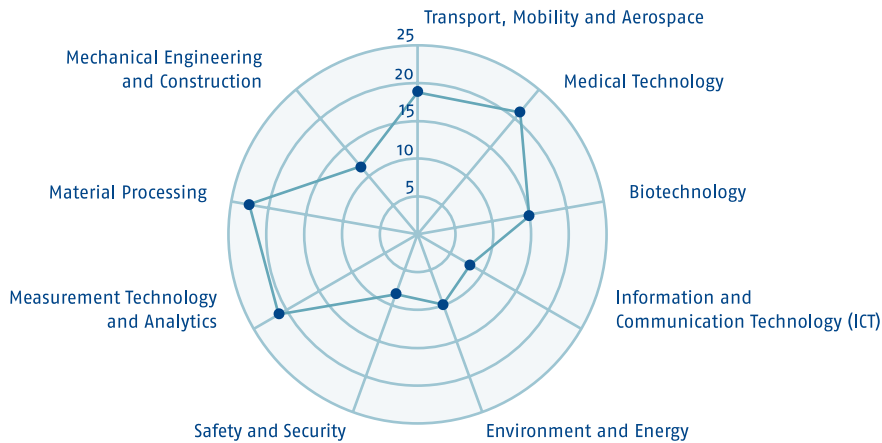 Transport, Mobility and Aerospace
25
Mechanical Engineering
and Construction
Medical Technology
20
15
10
5
Material Processing
Biotechnology
Measurement Technology
and Analytics
Information and
Communication Technology (ICT)
Safety and Security
Environment and Energy